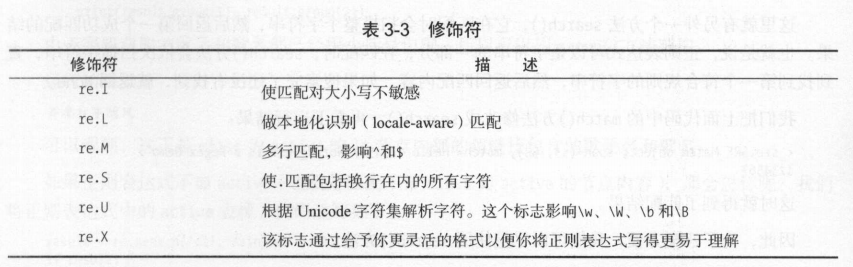 表 3-3 修饰符
修饰符 描 述
re.I 使匹配对大小写不敏感
re.L 做本地化识别（locale-aware）匹配
re.M 多行匹配，影响^和$
re.S 使.匹配包括换行在内的所有字符
re.U 根据 Unicode 字符集解析字符。这个标志影响\w、\W、\b 和\B
re.X 该标志通过给予你更灵活的格式以便你将正则表达式写得更易于理解